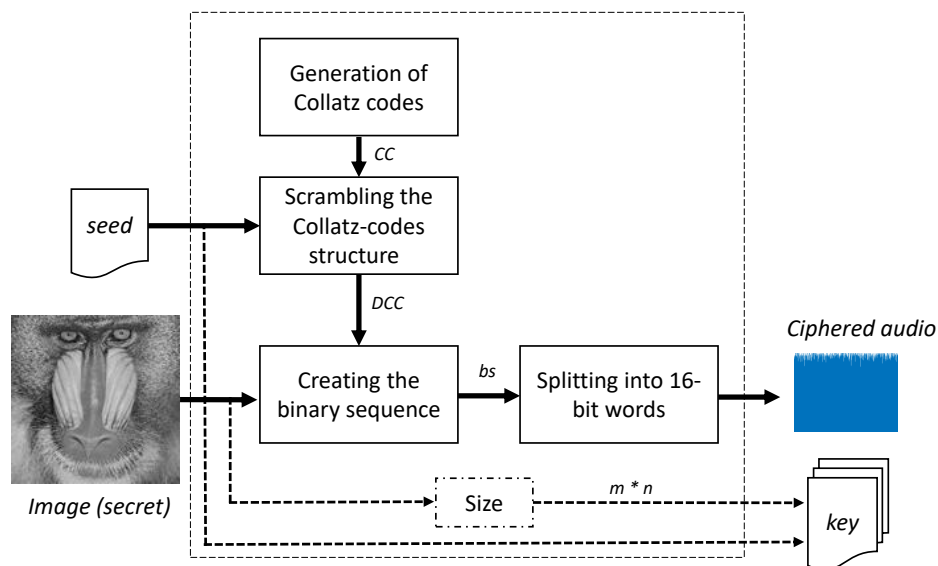 Generation of
Collatz codes
CC
Scrambling the
Collatz-codes
structure
seed
DCC
Creating the
binary sequence
bs
Splitting into 16-
bit words
Ciphered audio
Image (secret)
Size
m * n
key